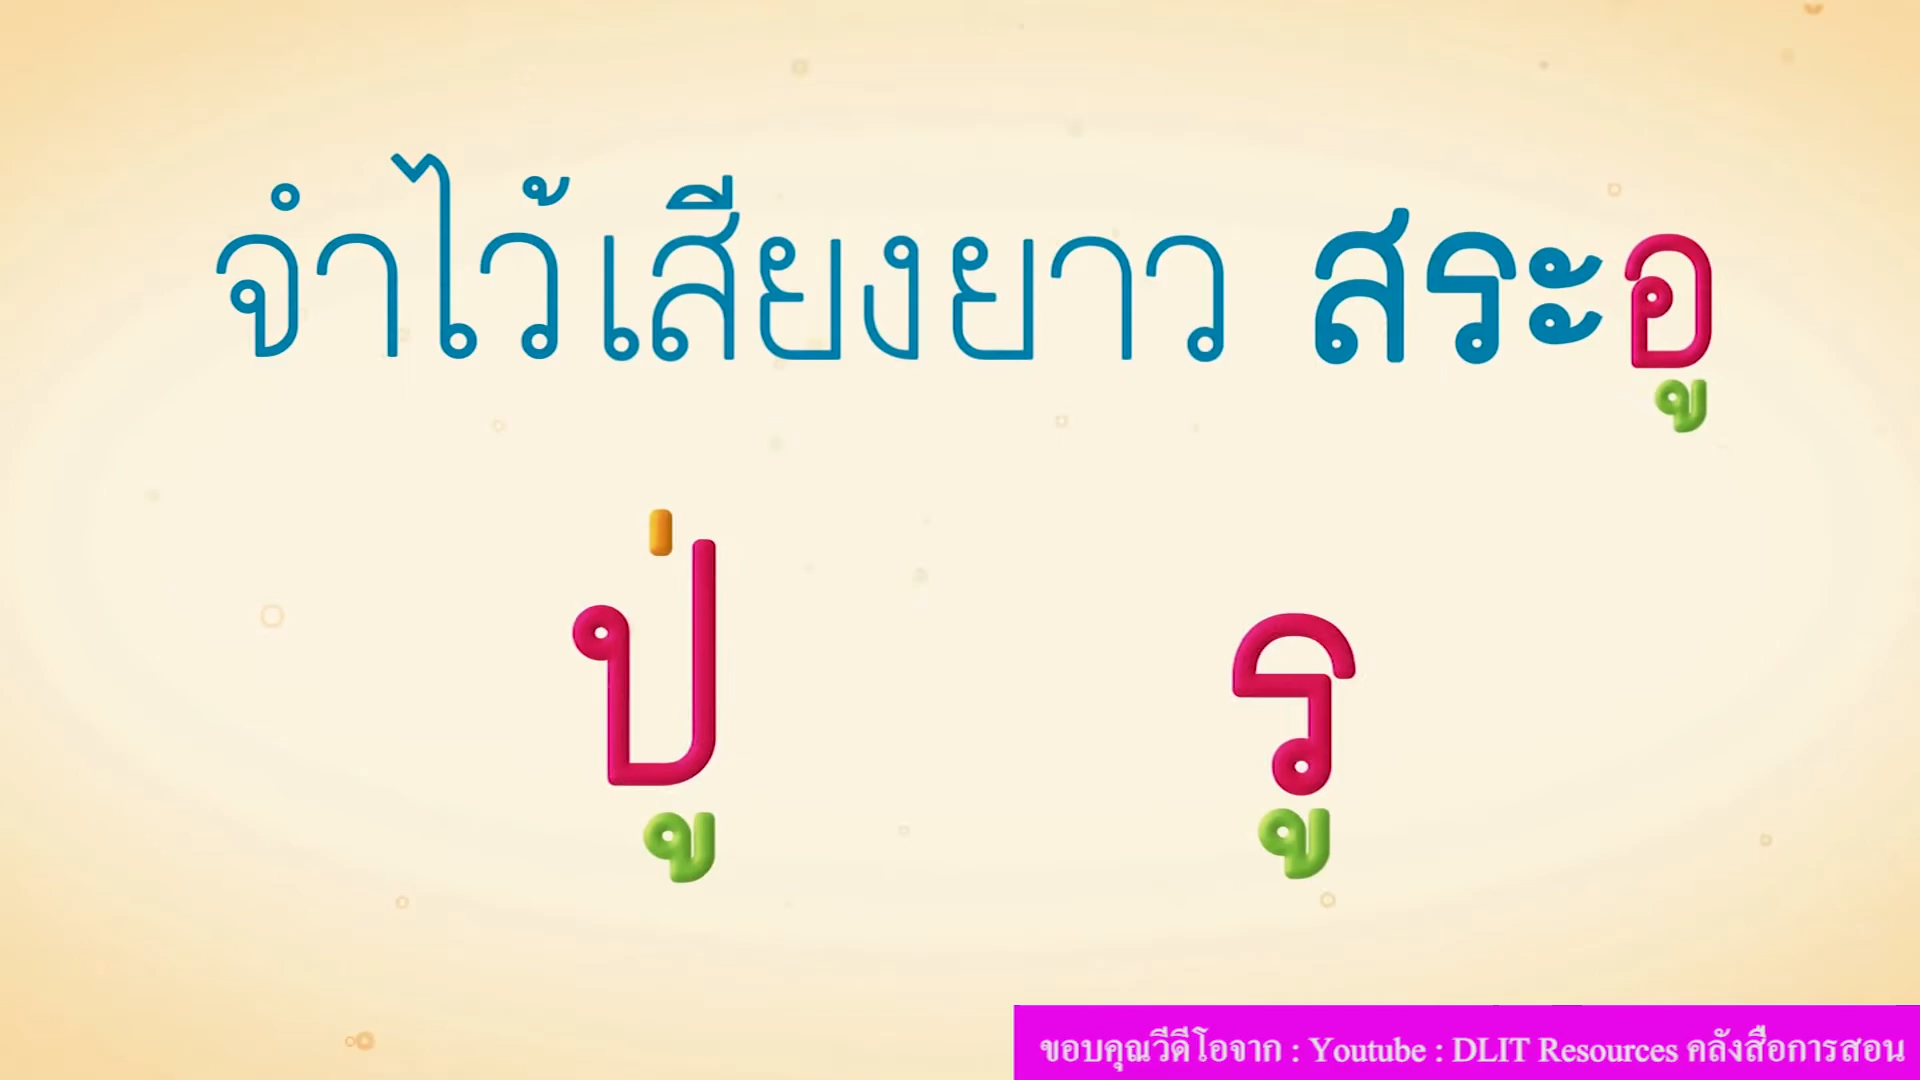 จำไว้เสียงยาว สระอู
ปู่ รู
ขอบคุณวีดีโอจาก : Youtube : DLIT Resources คลังสื่อการสอน